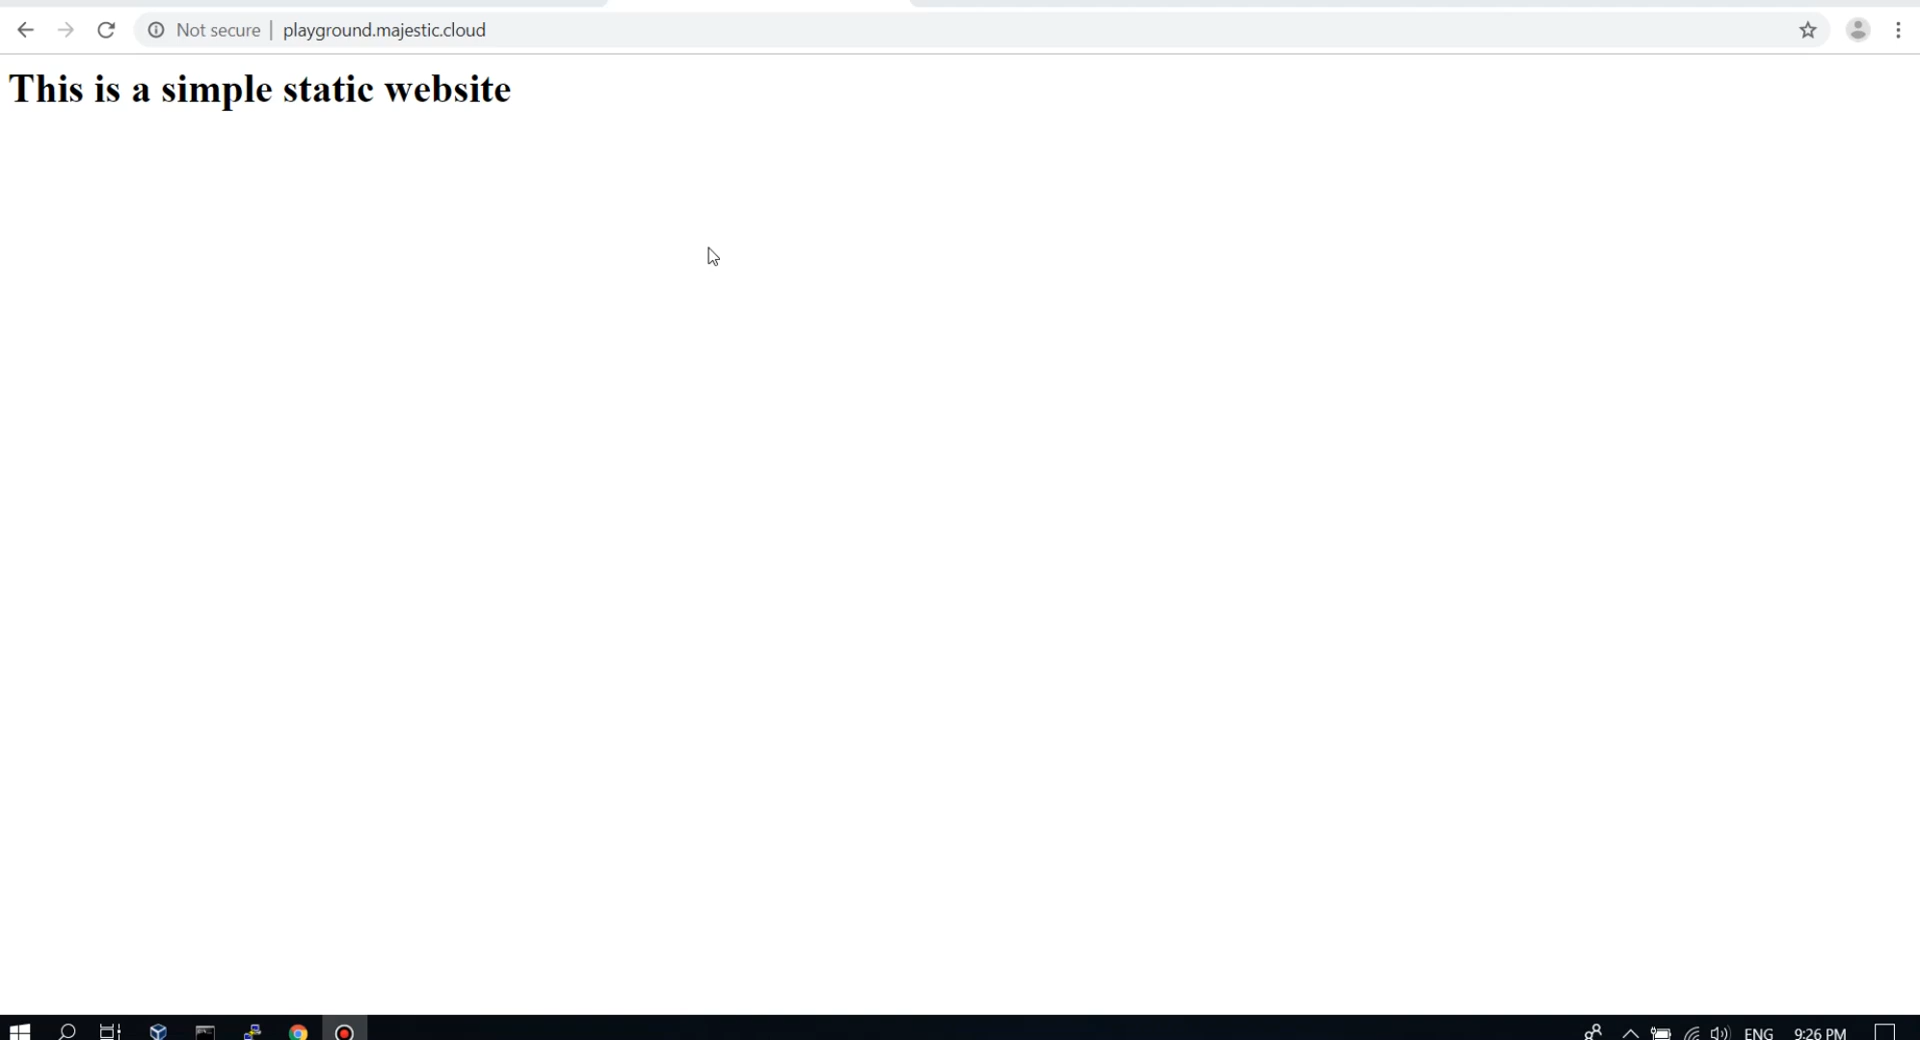 Not secure | playground.majestic.cloud
This is a simple static website
ENG 9:26 PM